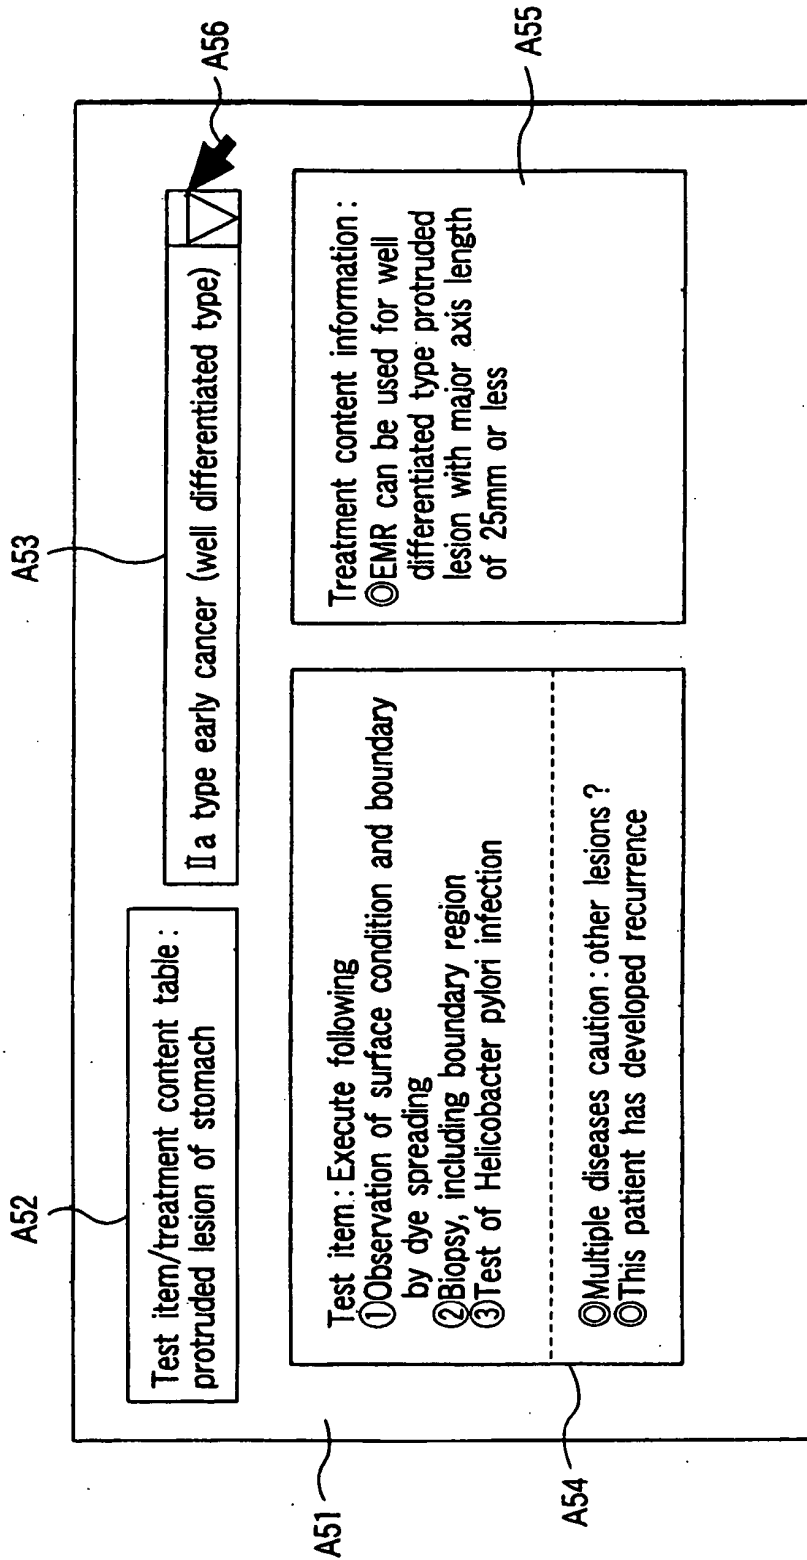 A52
A53
A56
Test item/treatment content table :
protruded lesion of stomach
Ⅱa type early cancer (well differentiated type)
Test item : Execute following
①Observation of surface condition and boundary
by dye spreading
②Biopsy, including boundary region
③Test of Helicobacter pylori infection
◎Multiple diseases caution : other lesions ?
◎This patient has developed recurrence
Treatment content information :
◎EMR can be used for well
differentiated type protruded
lesion with major axis length
of 25mm or less
A51
A54
A55